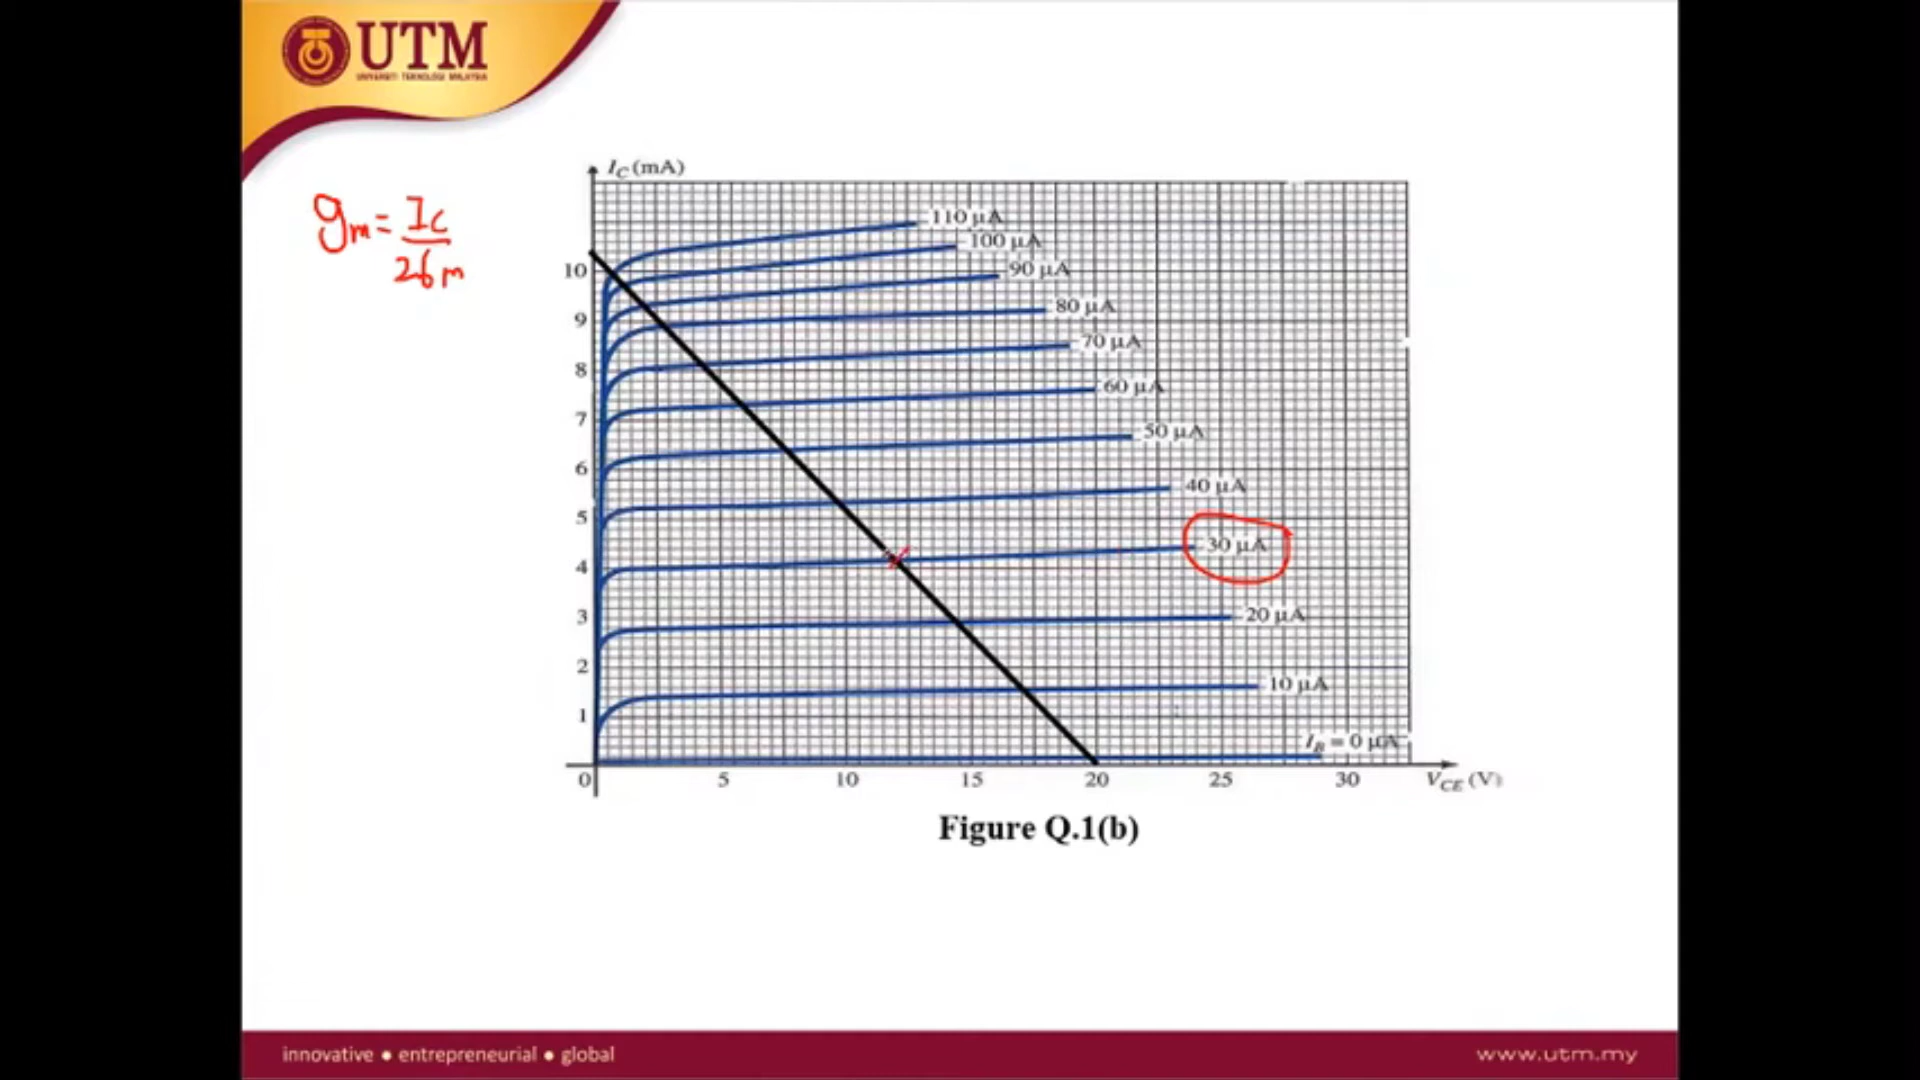 UTM
UNIVERSITI TEKNOLOGI MALAYSIA
gm = Ic
26m
IC (mA)
110 μA
100 μA
90 μA
80 μA
70 μA
60 μA
50 μA
40 μA
30 μA
20 μA
10 μA
IB = 0 μA
10
9
8
7
6
5
4
3
2
1
0 5 10 15 20 25 30 VCE (V)
Figure Q.1(b)
innovative ● entrepreneurial ● global
www.utm.my